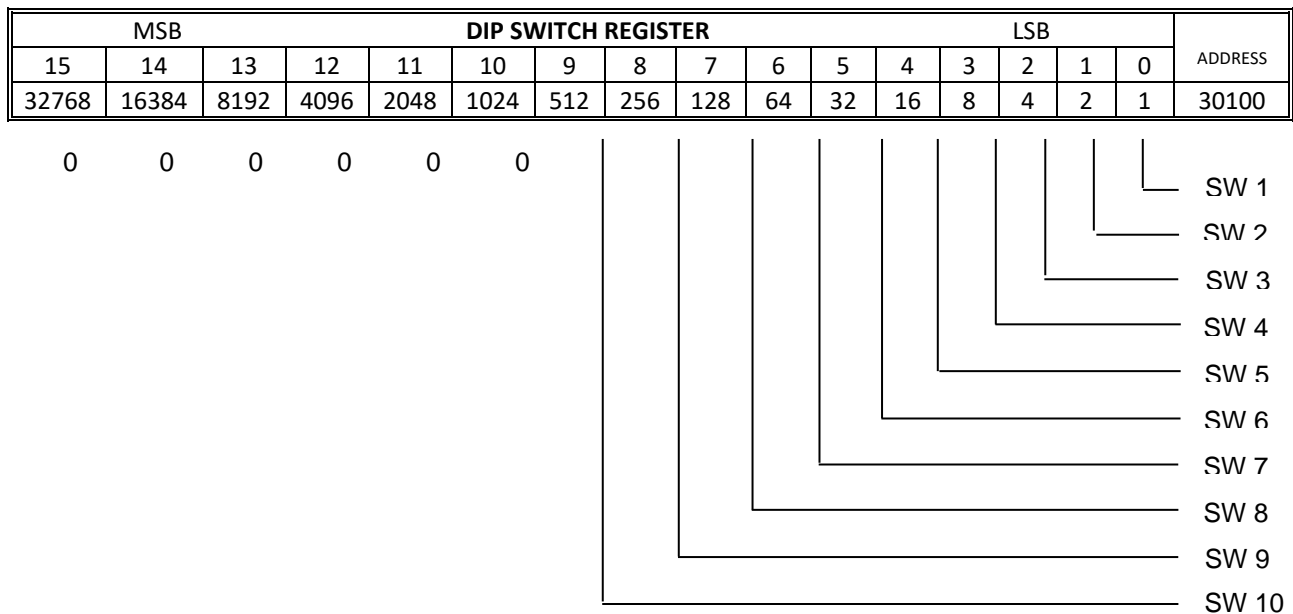 MSB DIP SWITCH REGISTER LSB ADDRESS
15 14 13 12 11 10 9 8 7 6 5 4 3 2 1 0
32768 16384 8192 4096 2048 1024 512 256 128 64 32 16 8 4 2 1 30100
0 0 0 0 0 0
SW 1
SW 2
SW 3
SW 4
SW 5
SW 6
SW 7
SW 8
SW 9
SW 10